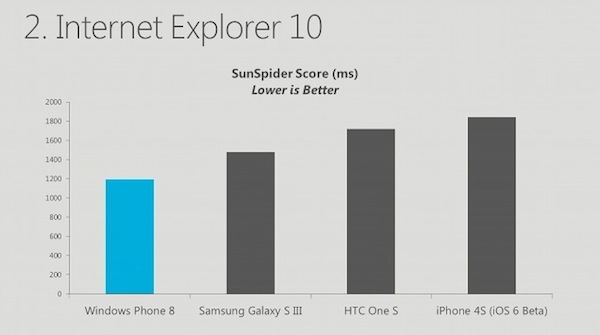 2. Internet Explorer 10
SunSpider Score (ms)
Lower is Better
2000
1800
1600
1400
1200
1000
800
600
400
200
0
Windows Phone 8
Samsung Galaxy S III
HTC One S
iPhone 4S (iOS 6 Beta)